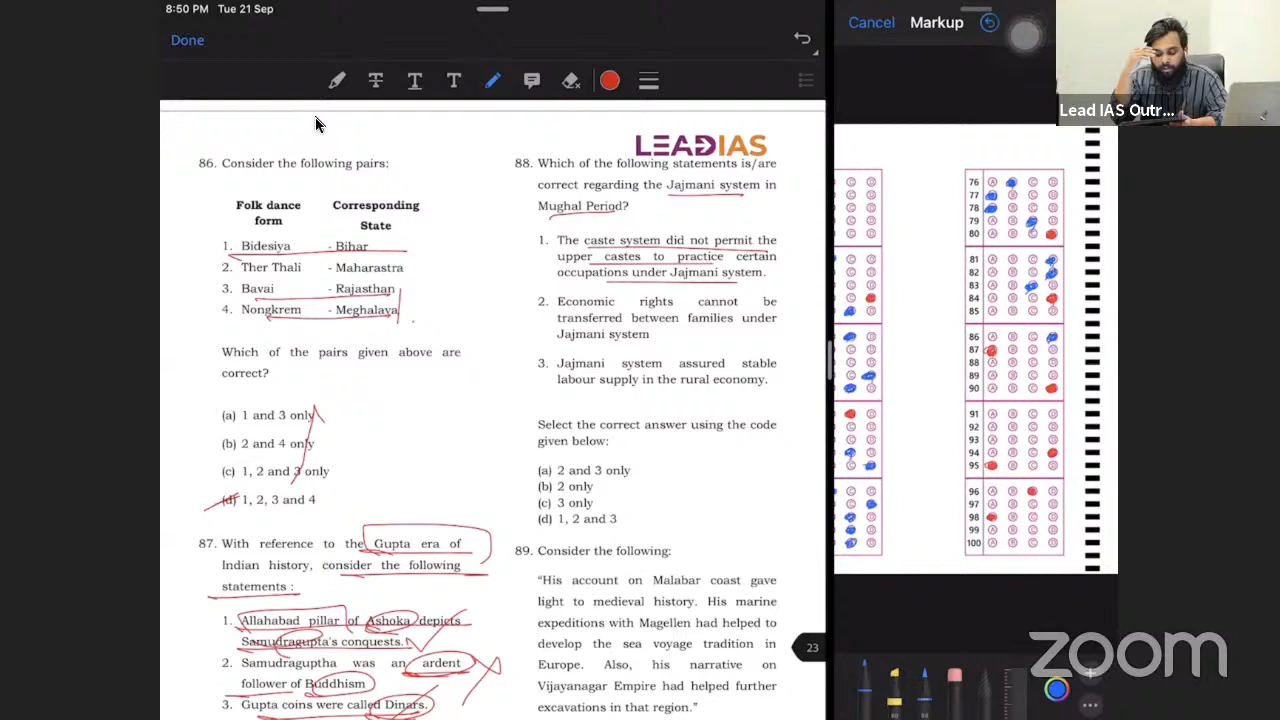 8:50 PM Tue 21 Sep
Done
Cancel
Markup
Lead IAS Outr...
LEADIAS
86. Consider the following pairs:
Folk dance Corresponding
form State
1. Bidesiya - Bihar
2. Ther Thali - Maharastra
3. Bavai - Rajasthan
4. Nongkrem - Meghalaya
Which of the pairs given above are
correct?
(a) 1 and 3 only
(b) 2 and 4 only
(c) 1, 2 and 3 only
(d) 1, 2, 3 and 4
87. With reference to the Gupta era of
Indian history, consider the following
statements :
1. Allahabad pillar of Ashoka depicts
Samudragupta's conquests.
2. Samudraguptha was an ardent
follower of Buddhism
3. Gupta coins were called Dinars.
88. Which of the following statements is/are
correct regarding the Jajmani system in
Mughal Period?
1. The caste system did not permit the
upper castes to practice certain
occupations under Jajmani system.
2. Economic rights cannot be
transferred between families under
Jajmani system
3. Jajmani system assured stable
labour supply in the rural economy.
Select the correct answer using the code
given below:
(a) 2 and 3 only
(b) 2 only
(c) 3 only
(d) 1, 2 and 3
89. Consider the following:
"His account on Malabar coast gave
light to medieval history. His marine
expeditions with Magellen had helped to
develop the sea voyage tradition in
Europe. Also, his narrative on
Vijayanagar Empire had helped further
excavations in that region."
23
76
77
78
79
80
81
82
83
84
85
86
87
88
89
90
91
92
93
94
95
96
97
98
99
100
zoom